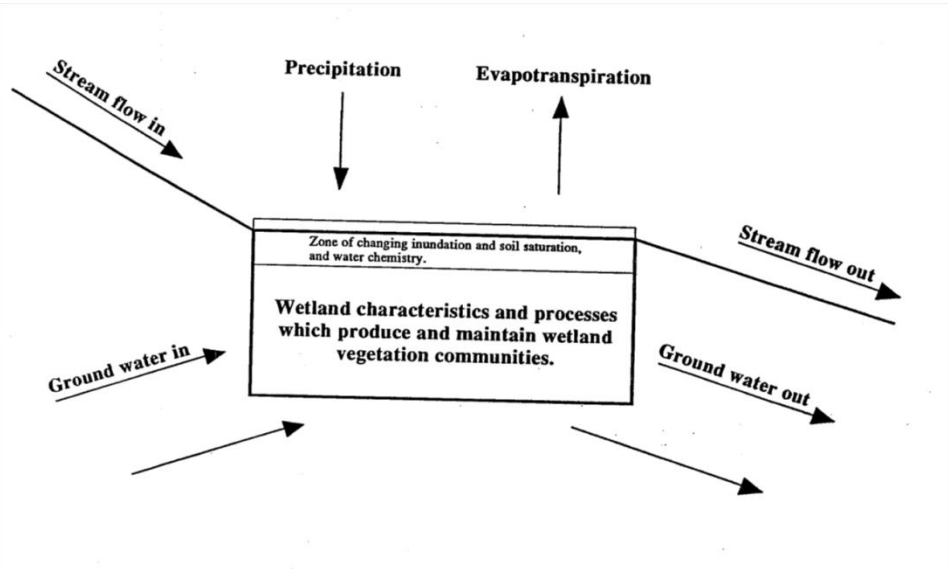 Stream flow in
Precipitation
Evapotranspiration
Zone of changing inundation and soil saturation,
and water chemistry.
Stream flow out
Wetland characteristics and processes
which produce and maintain wetland
vegetation communities.
Ground water in
Ground water out